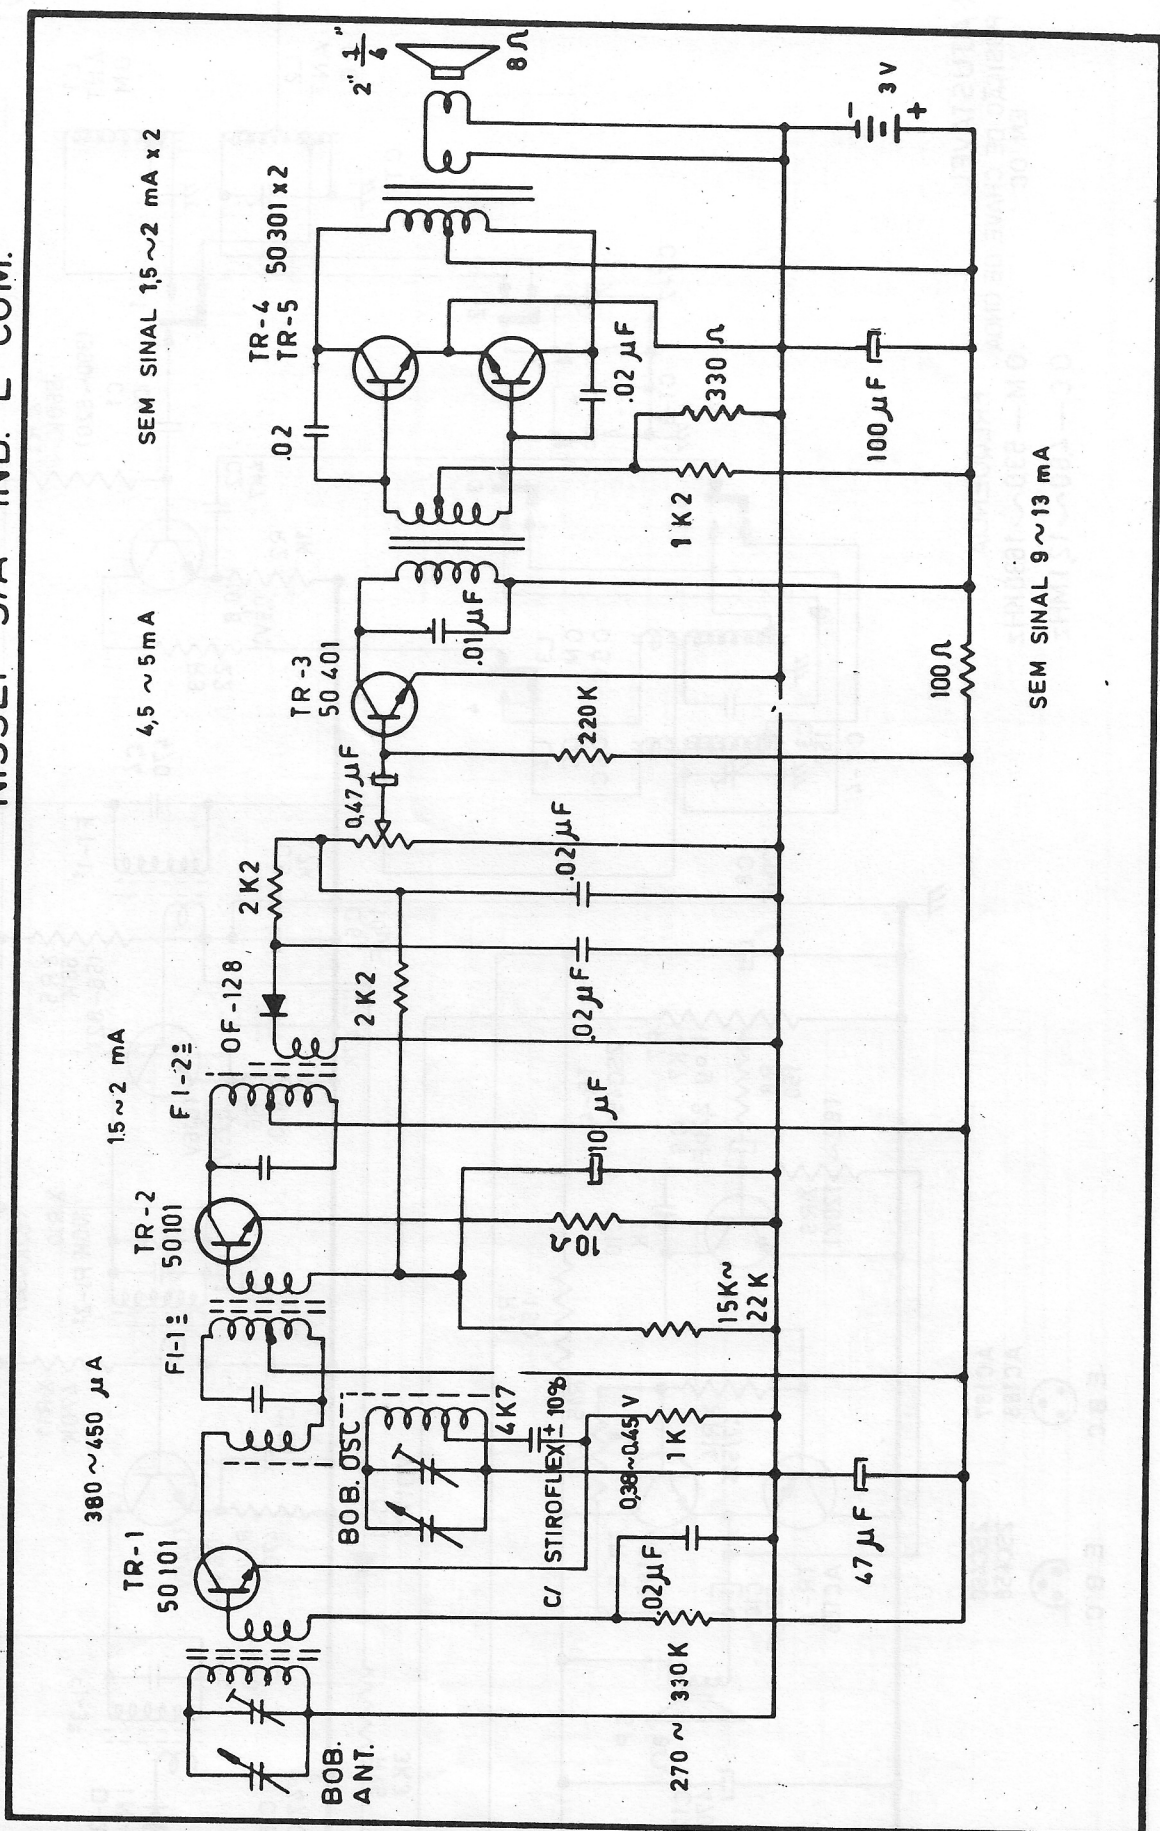 NISSEI S/A IND. E COM.
380 ~ 450 µA
1.5 ~ 2 mA
4,5 ~ 5 mA
SEM SINAL 1,5 ~ 2 mA x 2
TR-1
50101
FI-1
TR-2
50101
FI-2
OF-128
2K2
2K2
0,47 µF
TR-3
50 401
.01 µF
.02
TR-4
TR-5
50301 x 2
.02 µF
2" 1/4"
8 Ω
BOB.
ANT.
BOB. OSC
4K7
± 10%
C/ STIROFLEX
0,38 ~ 0,45 V
1K
.02 µF
270 ~ 330K
47 µF
15K ~
22K
10 µF
.02 µF
.02 µF
220K
100 Ω
1K2
330 Ω
100 µF
-
+
3 V
SEM SINAL 9 ~ 13 mA